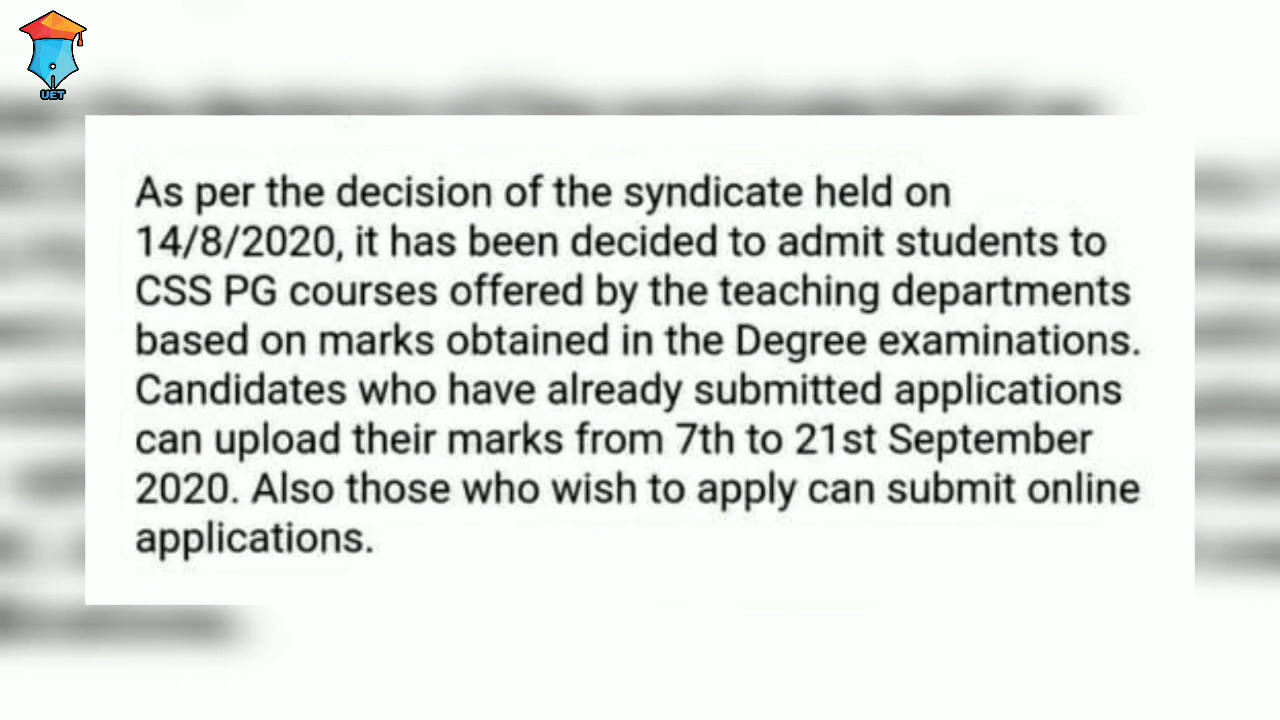 UET
As per the decision of the syndicate held on
14/8/2020, it has been decided to admit students to
CSS PG courses offered by the teaching departments
based on marks obtained in the Degree examinations.
Candidates who have already submitted applications
can upload their marks from 7th to 21st September
2020. Also those who wish to apply can submit online
applications.